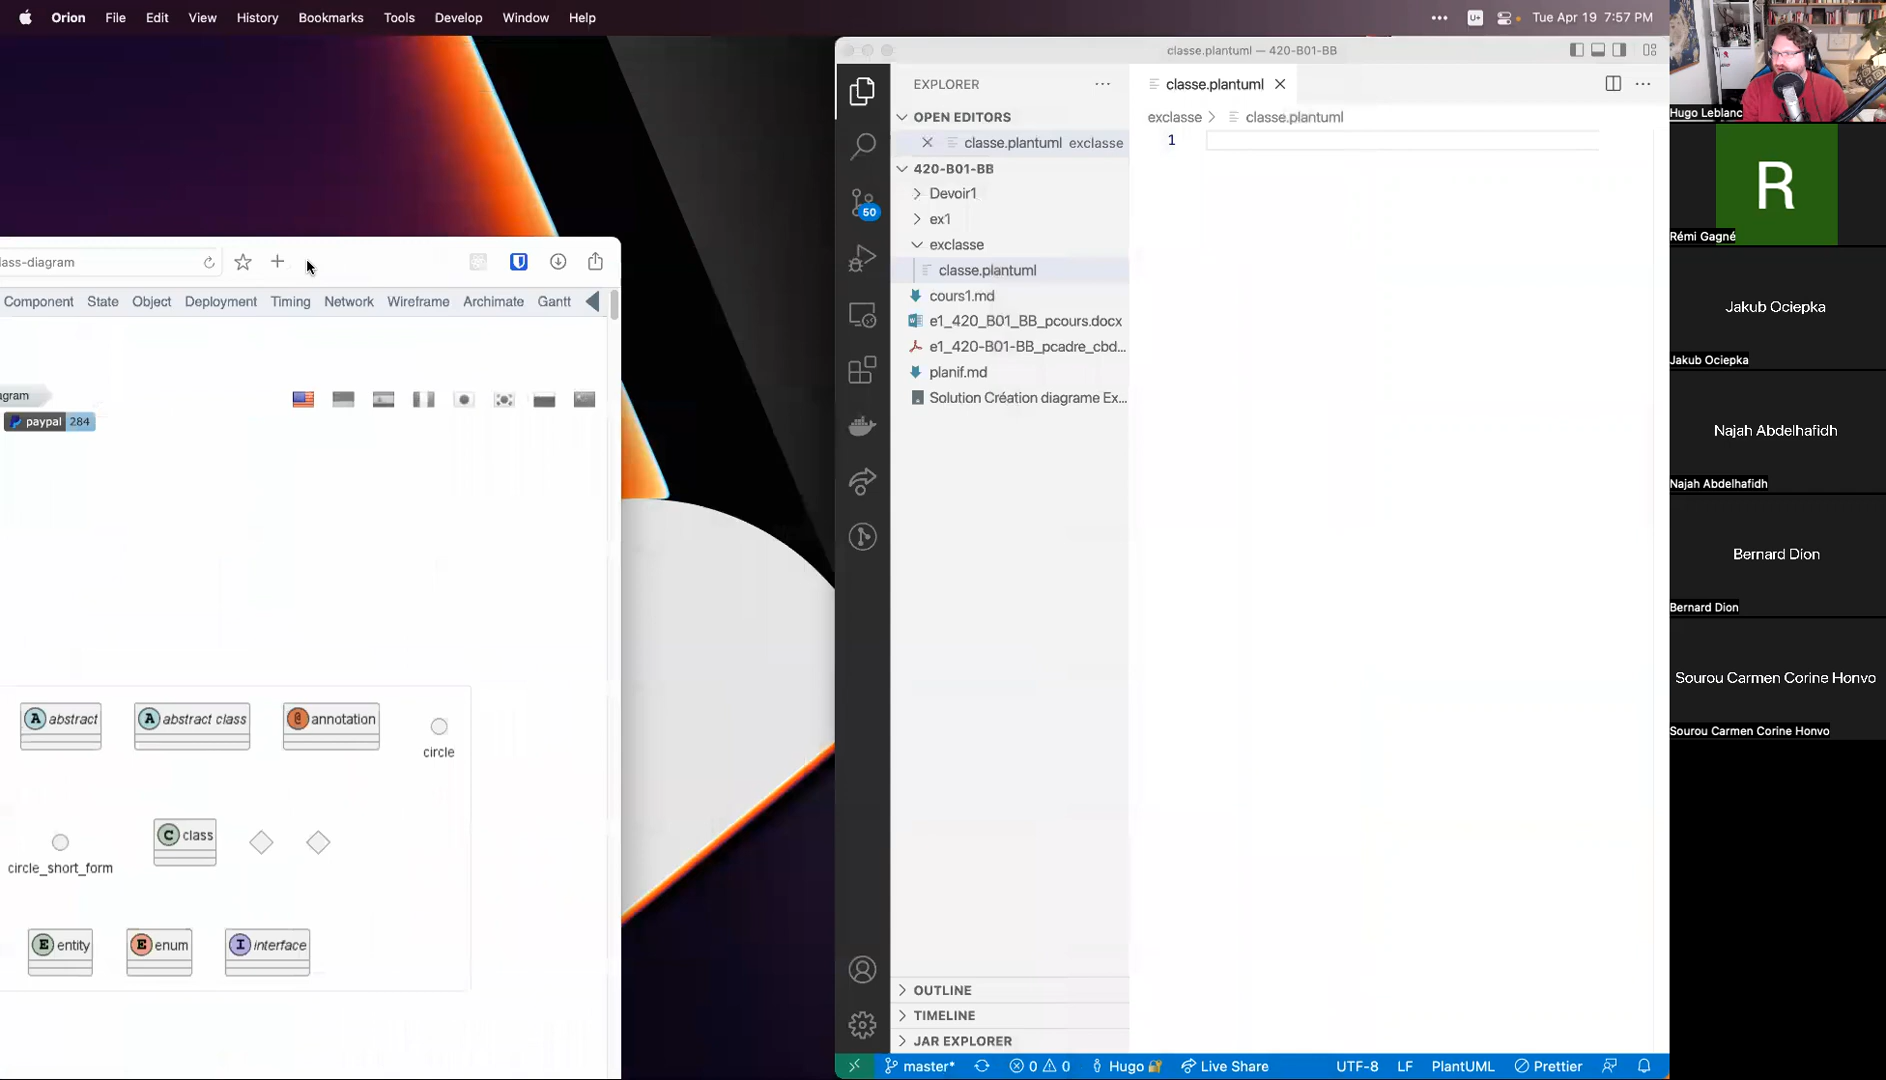 Orion File Edit View History Bookmarks Tools Develop Window Help
Tue Apr 19 7:57 PM
classe.plantuml — 420-B01-BB
EXPLORER
classe.plantuml
OPEN EDITORS
exclasse
classe.plantuml
classe.plantuml exclasse
1
420-B01-BB
Devoir1
ex1
exclasse
classe.plantuml
cours1.md
e1_420_B01_BB_pcours.docx
e1_420-B01-BB_pcadre_cbd...
planif.md
Solution Création diagrame Ex...
50
OUTLINE
TIMELINE
JAR EXPLORER
master*
0
0
Hugo
Live Share
UTF-8
LF
PlantUML
Prettier
lass-diagram
Component State Object Deployment Timing Network Wireframe Archimate Gantt
agram
paypal 284
A abstract
A abstract class
@ annotation
circle
circle_short_form
C class
E entity
E enum
I interface
Hugo Leblanc
R
Rémi Gagné
Jakub Ociepka
Jakub Ociepka
Najah Abdelhafidh
Najah Abdelhafidh
Bernard Dion
Bernard Dion
Sourou Carmen Corine Honvo
Sourou Carmen Corine Honvo